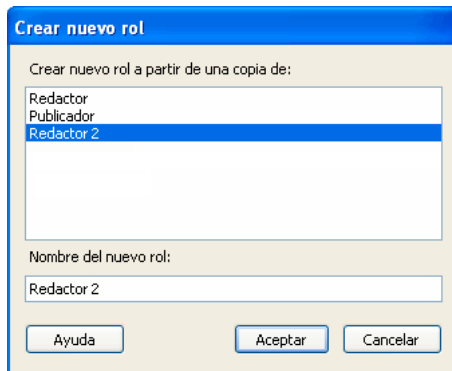 Crear nuevo rol
Crear nuevo rol a partir de una copia de:
Redactor
Publicador
Redactor 2
Nombre del nuevo rol:
Redactor 2
Ayuda
Aceptar
Cancelar